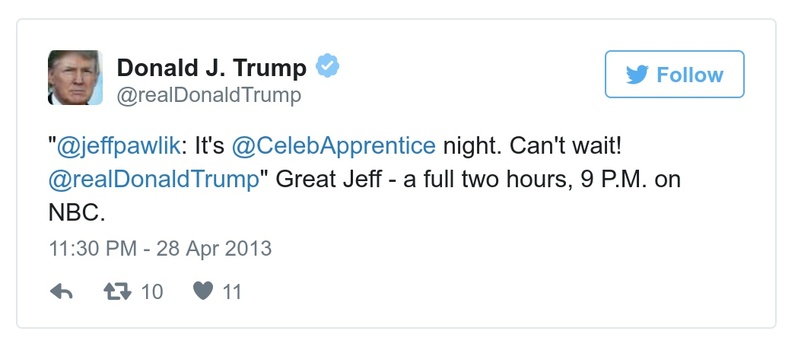 Donald J. Trump
@realDonaldTrump
Follow
"@jeffpawlik: It's @CelebApprentice night. Can't wait!
@realDonaldTrump" Great Jeff - a full two hours, 9 P.M. on
NBC.
11:30 PM - 28 Apr 2013
10 11